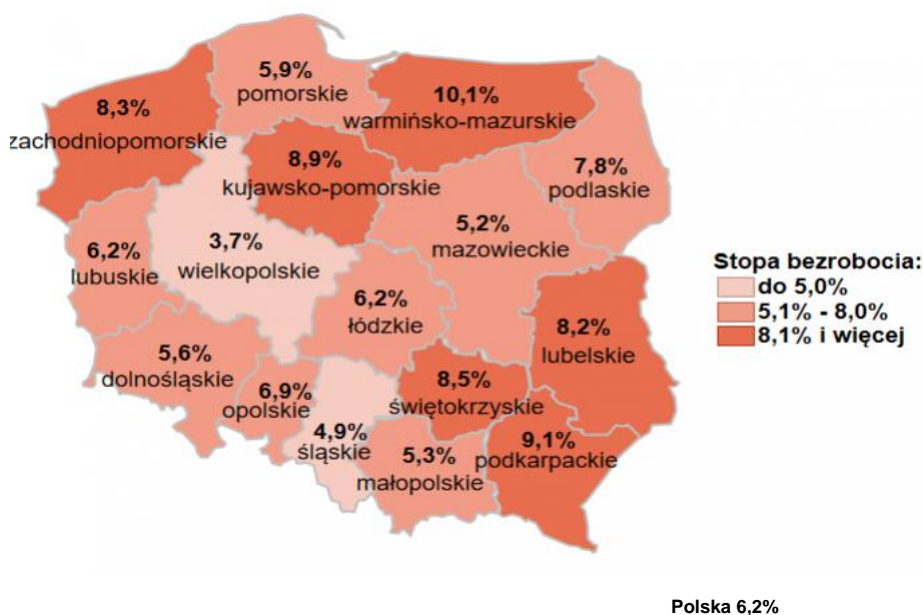 5,9%
pomorskie
10,1%
warmińsko-mazurskie
8,3%
zachodniopomorskie
8,9%
kujawsko-pomorskie
7,8%
podlaskie
5,2%
mazowieckie
6,2%
lubuskie
3,7%
wielkopolskie
6,2%
łódzkie
8,2%
lubelskie
5,6%
dolnośląskie
6,9%
opolskie
8,5%
świętokrzyskie
4,9%
śląskie
5,3%
małopolskie
9,1%
podkarpackie
Stopa bezrobocia:
do 5,0%
5,1% - 8,0%
8,1% i więcej
Polska 6,2%